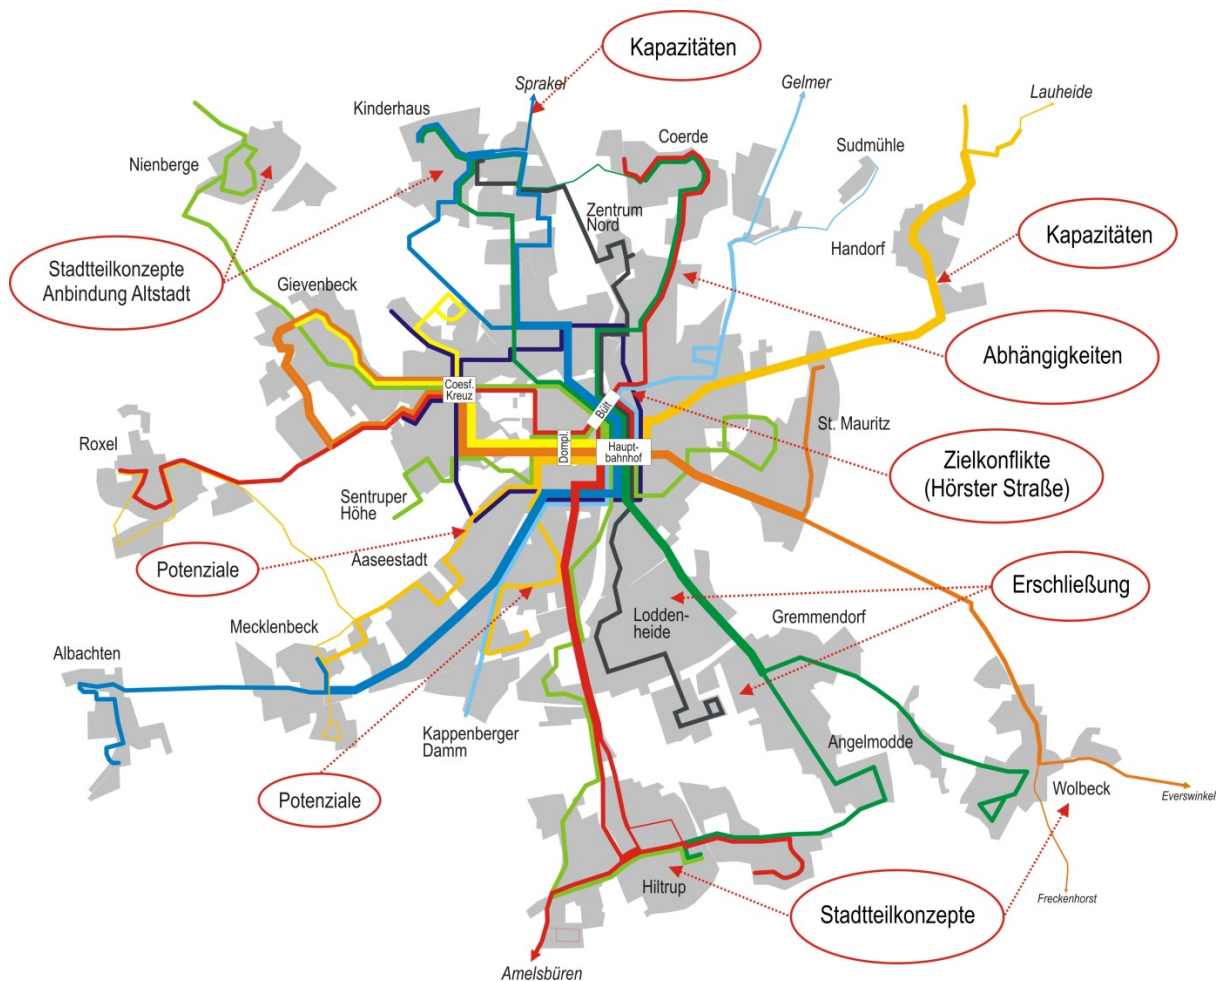 Kapazitäten
Sprakel
Gelmer
Lauheide
Kinderhaus
Coerde
Sudmühle
Nienberge
Zentrum
Nord
Handorf
Kapazitäten
Stadtteilkonzepte
Anbindung Altstadt
Gievenbeck
Abhängigkeiten
Coesf.
Kreuz
Bült
St. Mauritz
Roxel
Dompl.
Haupt-
bahnhof
Zielkonflikte
(Hörster Straße)
Sentruper
Höhe
Potenziale
Aaseestadt
Erschließung
Lodden-
heide
Gremmendorf
Mecklenbeck
Albachten
Kappenberger
Damm
Angelmodde
Potenziale
Wolbeck
Everswinkel
Hiltrup
Stadtteilkonzepte
Freckenhorst
Amelsbüren